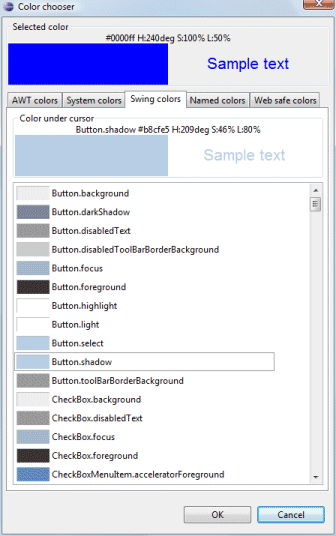 Color chooser
Selected color
#0000ff H:240deg S:100% L:50%
Sample text
AWT colors System colors Swing colors Named colors Web safe colors
Color under cursor
Button.shadow #b8cfe5 H:209deg S:46% L:80%
Sample text
Button.background
Button.darkShadow
Button.disabledText
Button.disabledToolBarBorderBackground
Button.focus
Button.foreground
Button.highlight
Button.light
Button.select
Button.shadow
Button.toolBarBorderBackground
CheckBox.background
CheckBox.disabledText
CheckBox.focus
CheckBox.foreground
CheckBoxMenuItem.acceleratorForeground
OK Cancel